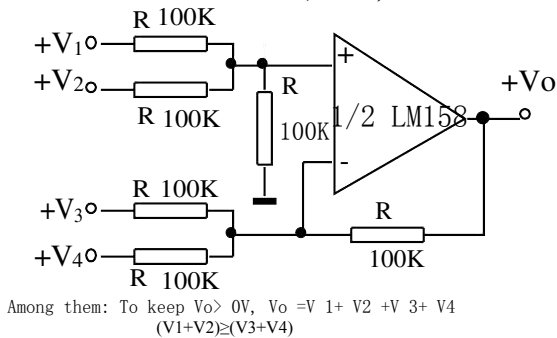 R 100K
+V1
+V2
R 100K
R
100K
+
1/2 LM158
-
+Vo
R 100K
+V3
+V4
R 100K
R
100K
Among them: To keep Vo> 0V, Vo =V 1+ V2 +V 3+ V4
(V1+V2)≥(V3+V4)